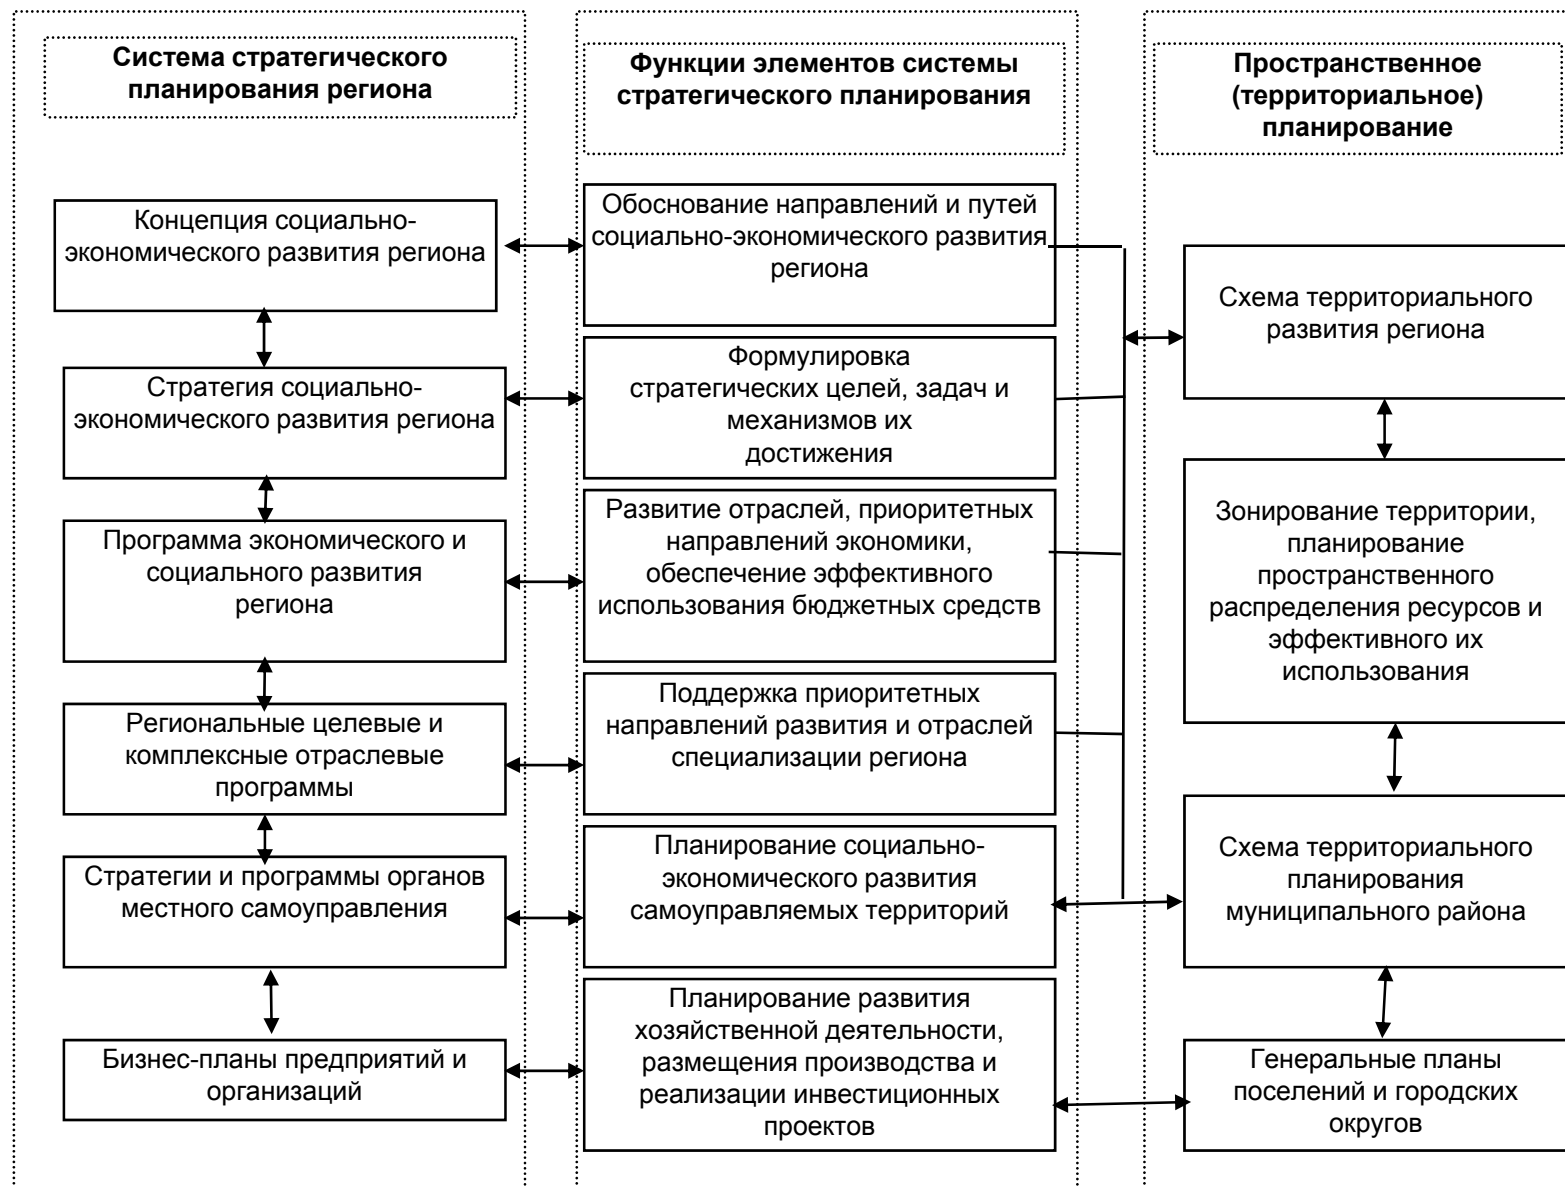 Система стратегического
планирования региона
Концепция социально-
экономического развития региона
Стратегия социально-
экономического развития региона
Программа экономического и
социального развития
региона
Региональные целевые и
комплексные отраслевые
программы
Стратегии и программы органов
местного самоуправления
Бизнес-планы предприятий и
организаций
Функции элементов системы
стратегического планирования
Обоснование направлений и путей
социально-экономического развития
региона
Формулировка
стратегических целей, задач и
механизмов их
достижения
Развитие отраслей, приоритетных
направлений экономики,
обеспечение эффективного
использования бюджетных средств
Поддержка приоритетных
направлений развития и отраслей
специализации региона
Планирование социально-
экономического развития
самоуправляемых территорий
Планирование развития
хозяйственной деятельности,
размещения производства и
реализации инвестиционных
проектов
Пространственное
(территориальное)
планирование
Схема территориального
развития региона
Зонирование территории,
планирование
пространственного
распределения ресурсов и
эффективного их
использования
Схема территориального
планирования
муниципального района
Генеральные планы
поселений и городских
округов